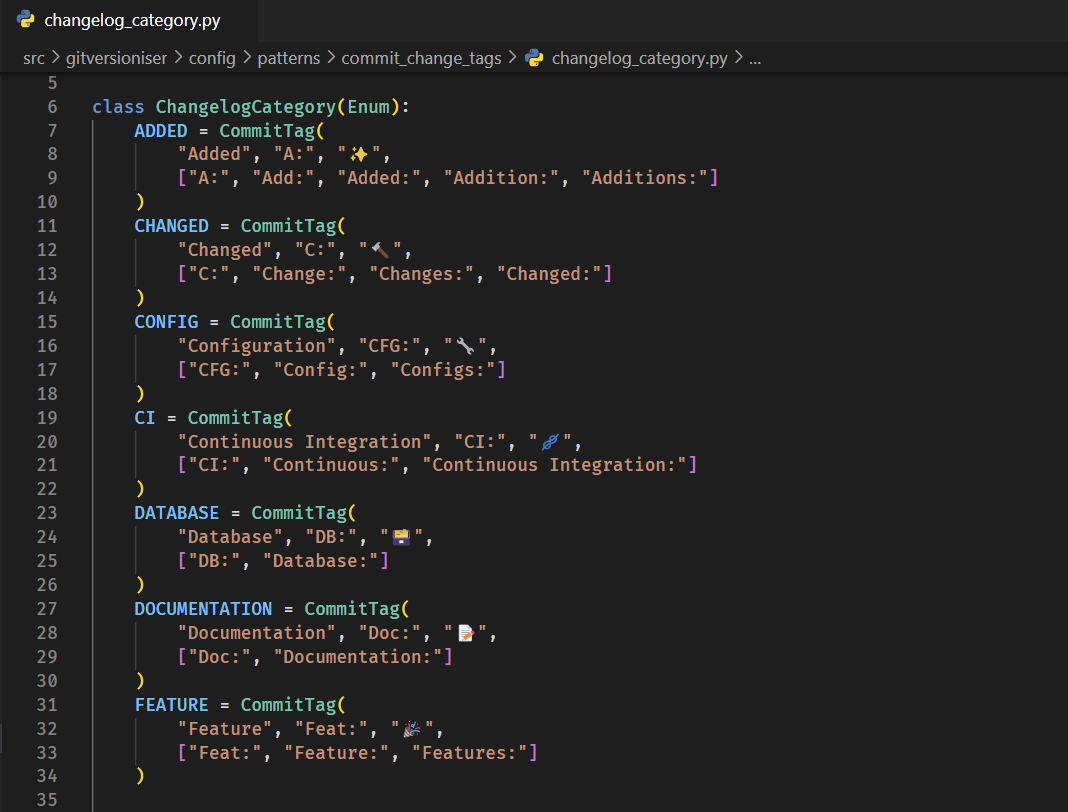 changelog_category.py
src > gitversioniser > config > patterns > commit_change_tags > changelog_category.py > ...
5
6 class ChangelogCategory(Enum):
7 ADDED = CommitTag(
8 "Added", "A:", "✨",
9 ["A:", "Add:", "Added:", "Addition:", "Additions:"]
10 )
11 CHANGED = CommitTag(
12 "Changed", "C:", "🔨",
13 ["C:", "Change:", "Changes:", "Changed:"]
14 )
15 CONFIG = CommitTag(
16 "Configuration", "CFG:", "🔧",
17 ["CFG:", "Config:", "Configs:"]
18 )
19 CI = CommitTag(
20 "Continuous Integration", "CI:", "🔗",
21 ["CI:", "Continuous:", "Continuous Integration:"]
22 )
23 DATABASE = CommitTag(
24 "Database", "DB:", "💾",
25 ["DB:", "Database:"]
26 )
27 DOCUMENTATION = CommitTag(
28 "Documentation", "Doc:", "📝",
29 ["Doc:", "Documentation:"]
30 )
31 FEATURE = CommitTag(
32 "Feature", "Feat:", "🎉",
33 ["Feat:", "Feature:", "Features:"]
34 )
35